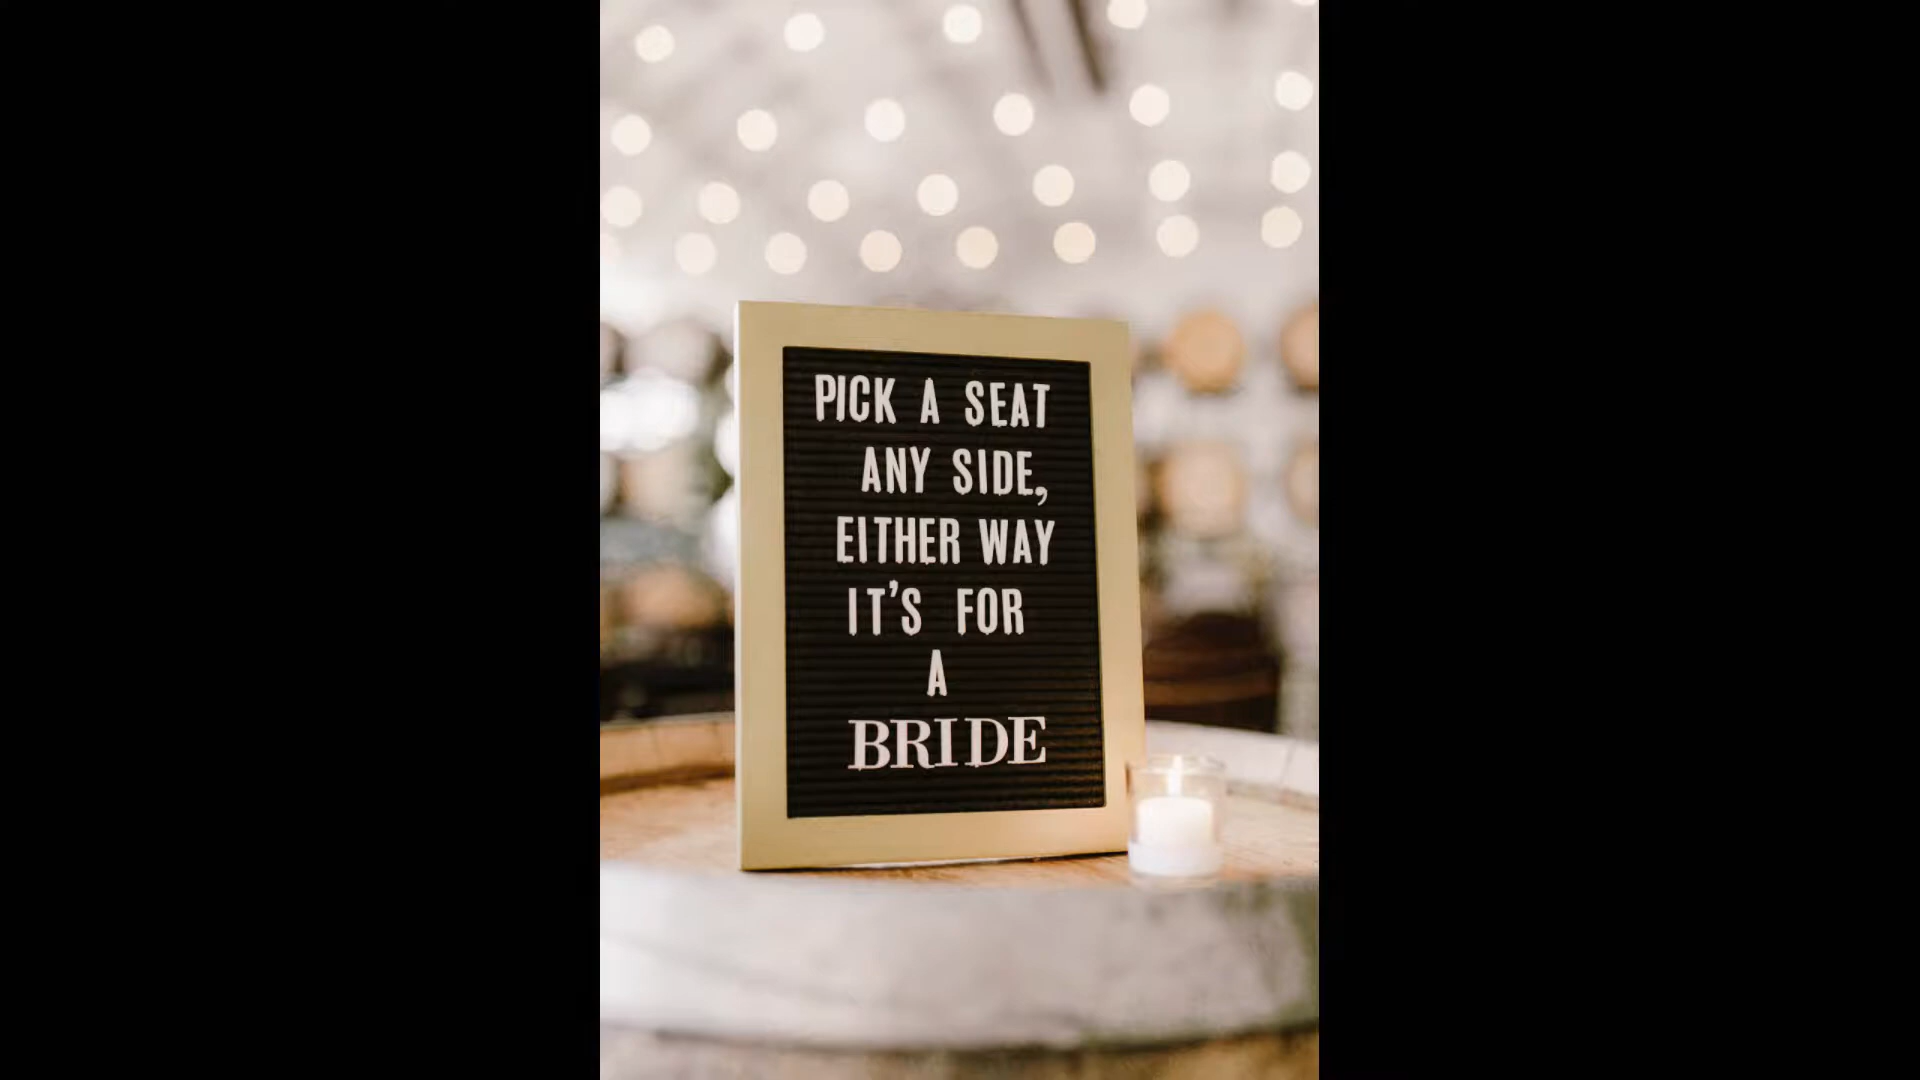 PICK A SEAT
ANY SIDE,
EITHER WAY
IT'S FOR
A
BRIDE